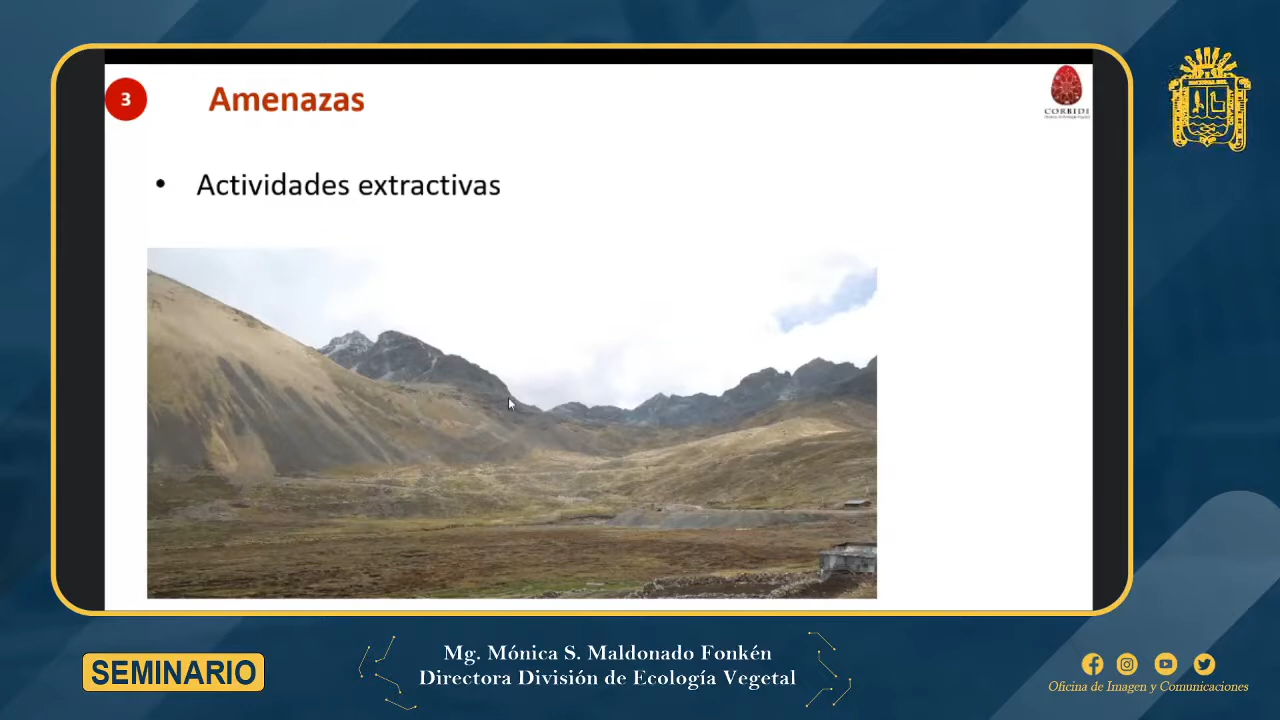 3
Amenazas
CORBIDI
• Actividades extractivas
SEMINARIO
Mg. Mónica S. Maldonado Fonkén
Directora División de Ecología Vegetal
Oficina de Imagen y Comunicaciones